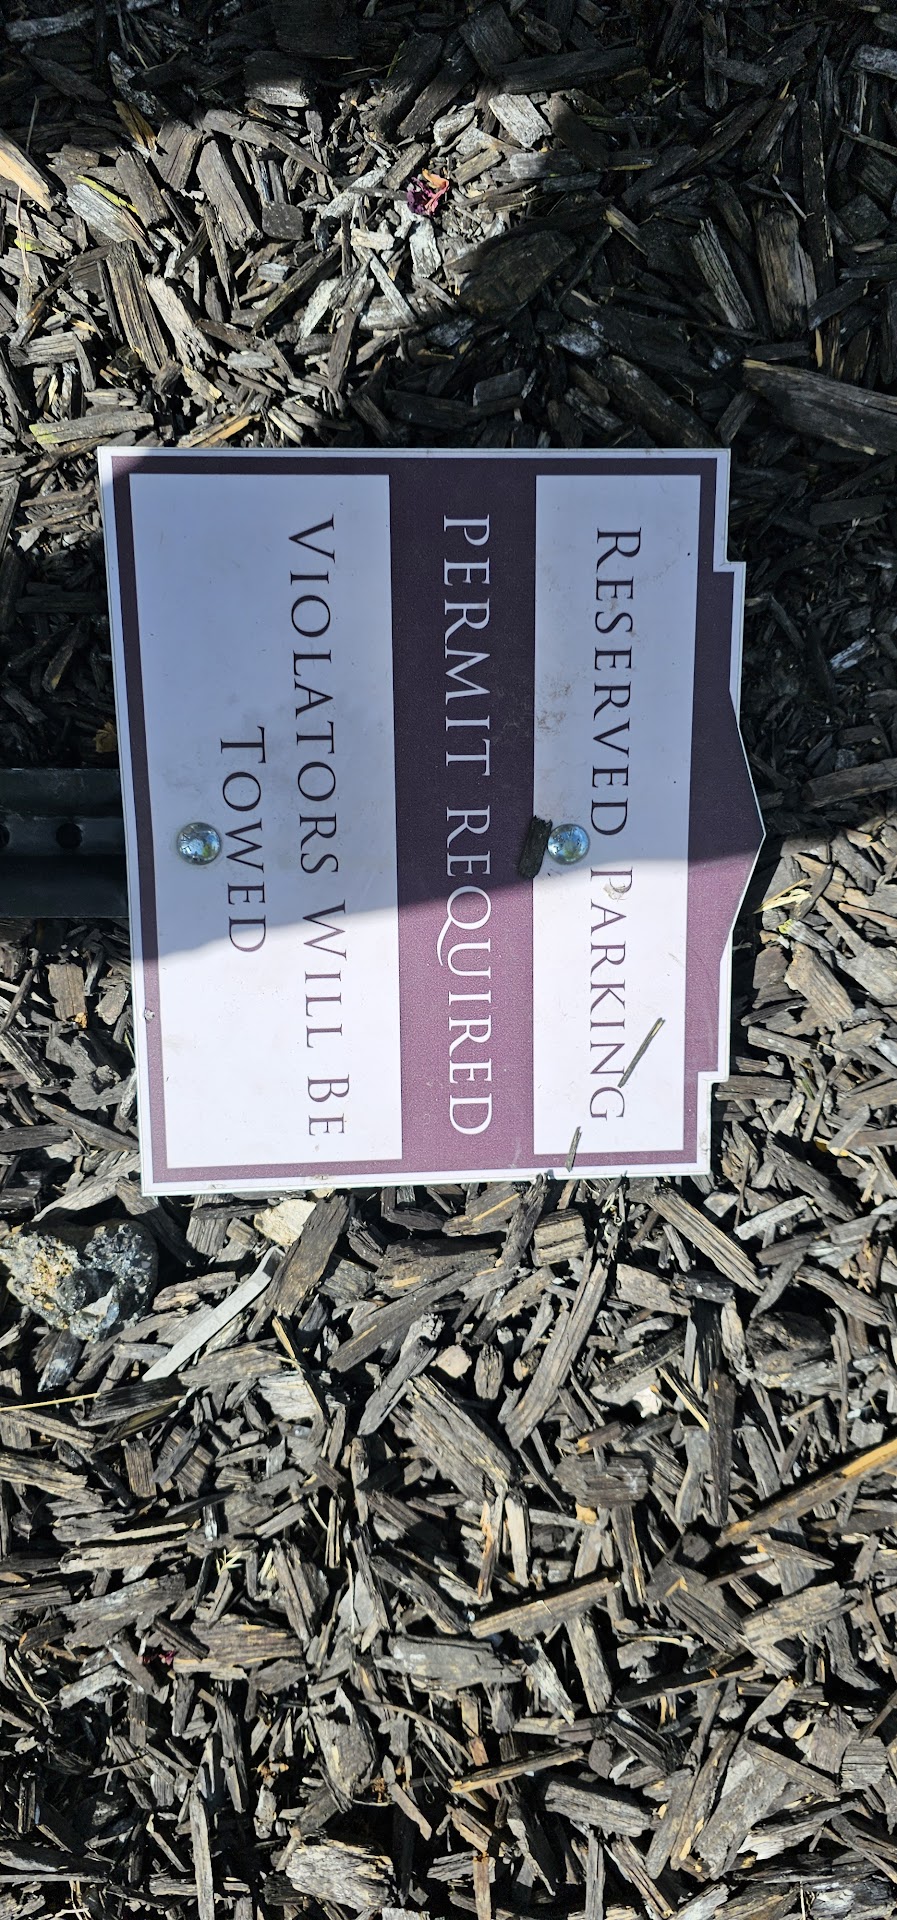 RESERVED PARKING
PERMIT REQUIRED
VIOLATORS WILL BE
TOWED